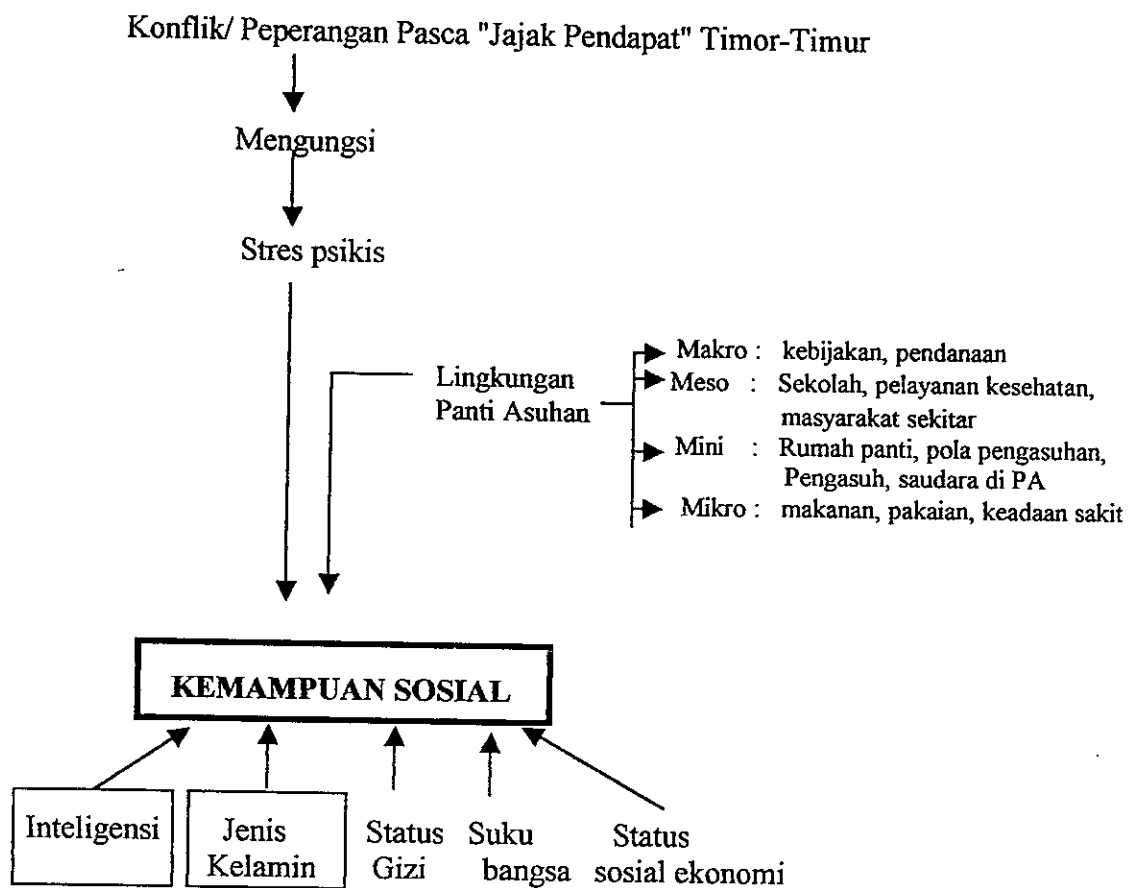 Konflik/ Peperangan Pasca "Jajak Pendapat" Timor-Timur
Mengungsi
Stres psikis
Lingkungan
Panti Asuhan
Makro : kebijakan, pendanaan
Meso : Sekolah, pelayanan kesehatan,
masyarakat sekitar
Mini : Rumah panti, pola pengasuhan,
Pengasuh, saudara di PA
Mikro : makanan, pakaian, keadaan sakit
KEMAMPUAN SOSIAL
Inteligensi
Jenis
Kelamin
Status
Gizi
Suku
bangsa
Status
sosial ekonomi